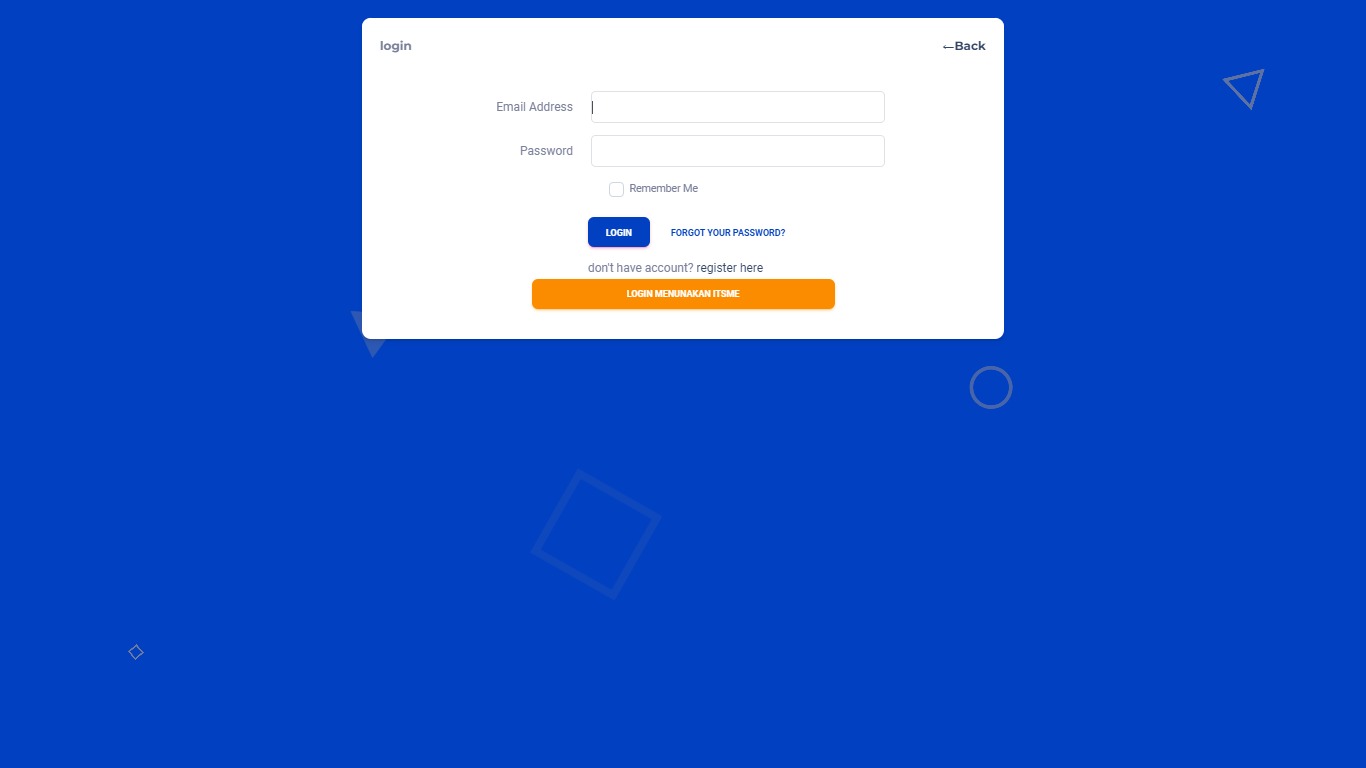 login
←Back
Email Address
Password
Remember Me
LOGIN
FORGOT YOUR PASSWORD?
don't have account? register here
LOGIN MENUNAKAN ITSME